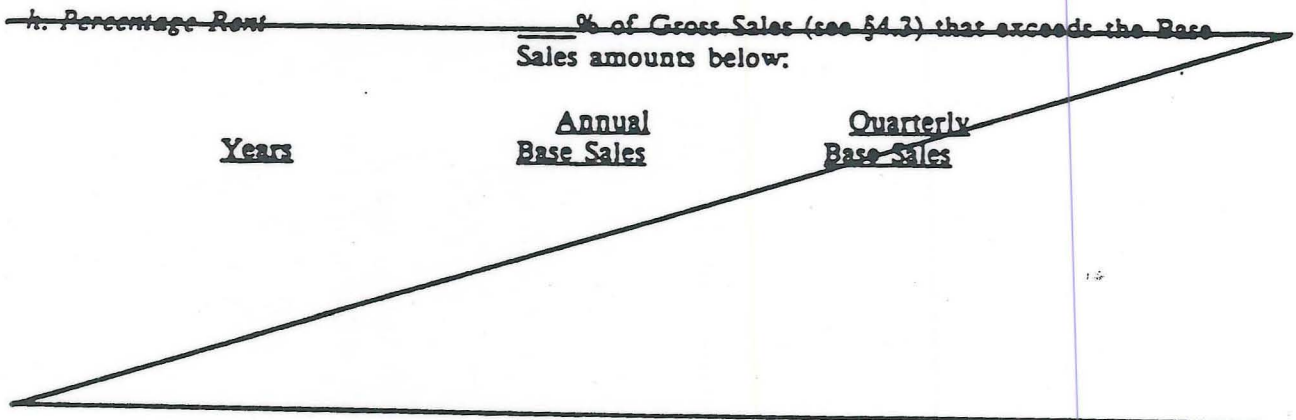 h. Percentage Rent ____% of Gross Sales (see §4.3) that exceeds the Base
Sales amounts below:
Annual Quarterly
Years Base Sales Base Sales